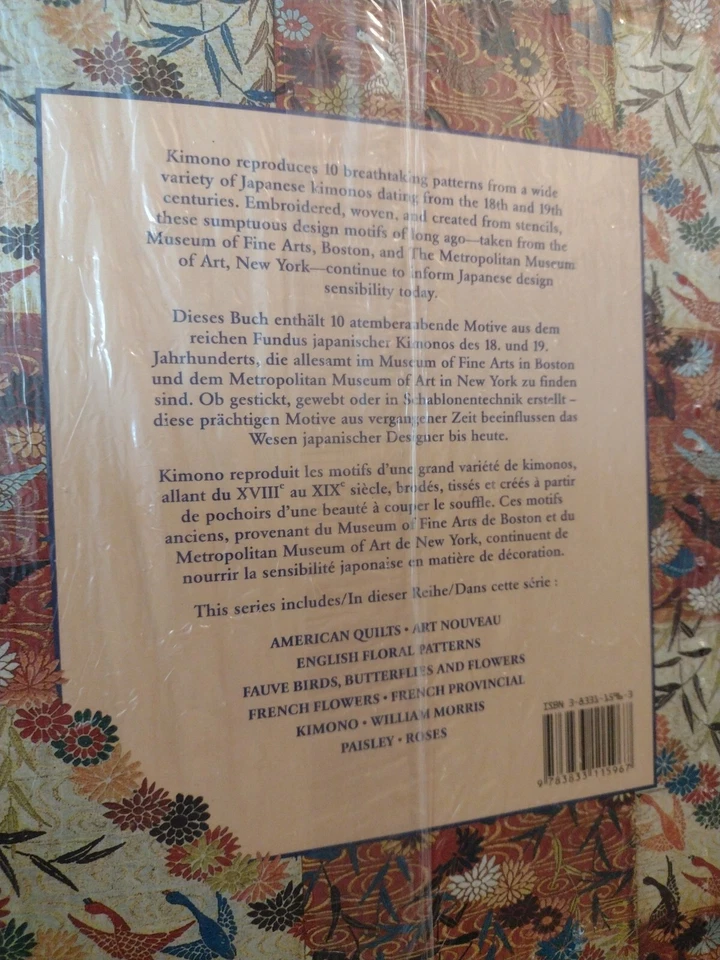 Kimono reproduces 10 breathtaking patterns from a wide
variety of Japanese kimonos dating from the 18th and 19th
centuries. Embroidered, woven, and created from stencils,
these sumptuous design motifs of long ago—taken from the
Museum of Fine Arts, Boston, and The Metropolitan Museum
of Art, New York—continue to inform Japanese design
sensibility today.
Dieses Buch enthält 10 atemberaubende Motive aus dem
reichen Fundus japanischer Kimonos des 18. und 19.
Jahrhunderts, die allesamt im Museum of Fine Arts in Boston
und dem Metropolitan Museum of Art in New York zu finden
sind. Ob gestickt, gewebt oder in Schablonentechnik erstellt –
diese prächtigen Motive aus vergangener Zeit beeinflussen das
Wesen japanischer Designer bis heute.
Kimono reproduit les motifs d'une grand variété de kimonos,
allant du XVIIIe au XIXe siècle, brodés, tissés et créés à partir
de pochoirs d'une beauté à couper le souffle. Ces motifs
anciens, provenant du Museum of Fine Arts de Boston et du
Metropolitan Museum of Art de New York, continuent de
nourrir la sensibilité japonaise en matière de décoration.
This series includes/In dieser Reihe/Dans cette série :
AMERICAN QUILTS • ART NOUVEAU
ENGLISH FLORAL PATTERNS
FAUVE BIRDS, BUTTERFLIES AND FLOWERS
FRENCH FLOWERS • FRENCH PROVINCIAL
KIMONO • WILLIAM MORRIS
PAISLEY • ROSES
ISBN 3-8331-1596-3
9 783833 115967